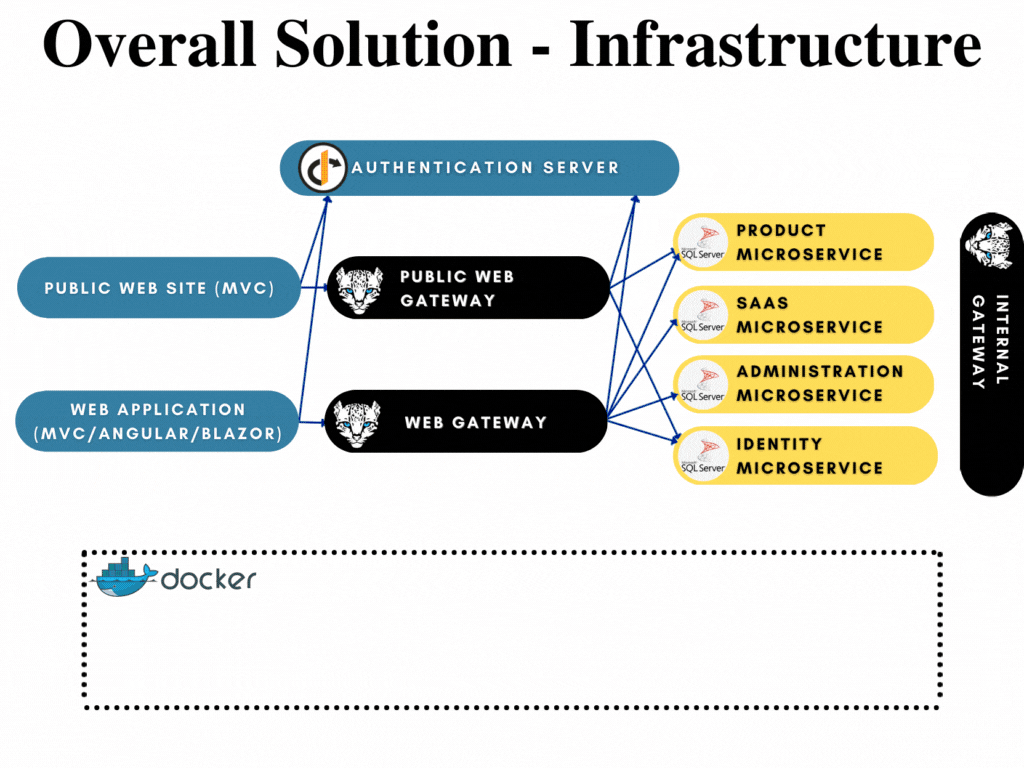 Overall Solution - Infrastructure
AUTHENTICATION SERVER
PUBLIC WEB SITE (MVC)
PUBLIC WEB
GATEWAY
WEB APPLICATION
(MVC/ANGULAR/BLAZOR)
WEB GATEWAY
SQL Server
PRODUCT
MICROSERVICE
SQL Server
SAAS
MICROSERVICE
SQL Server
ADMINISTRATION
MICROSERVICE
SQL Server
IDENTITY
MICROSERVICE
INTERNAL
GATEWAY
docker